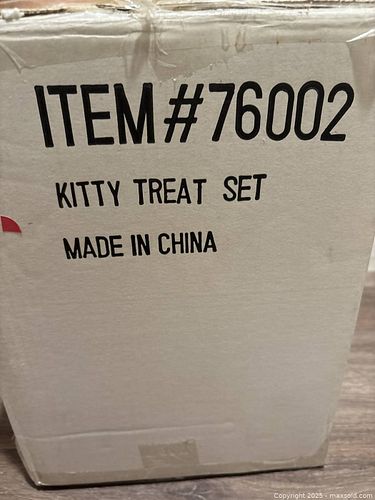 ITEM#76002
KITTY TREAT SET
MADE IN CHINA
Copyright 2025 - maxsold.com